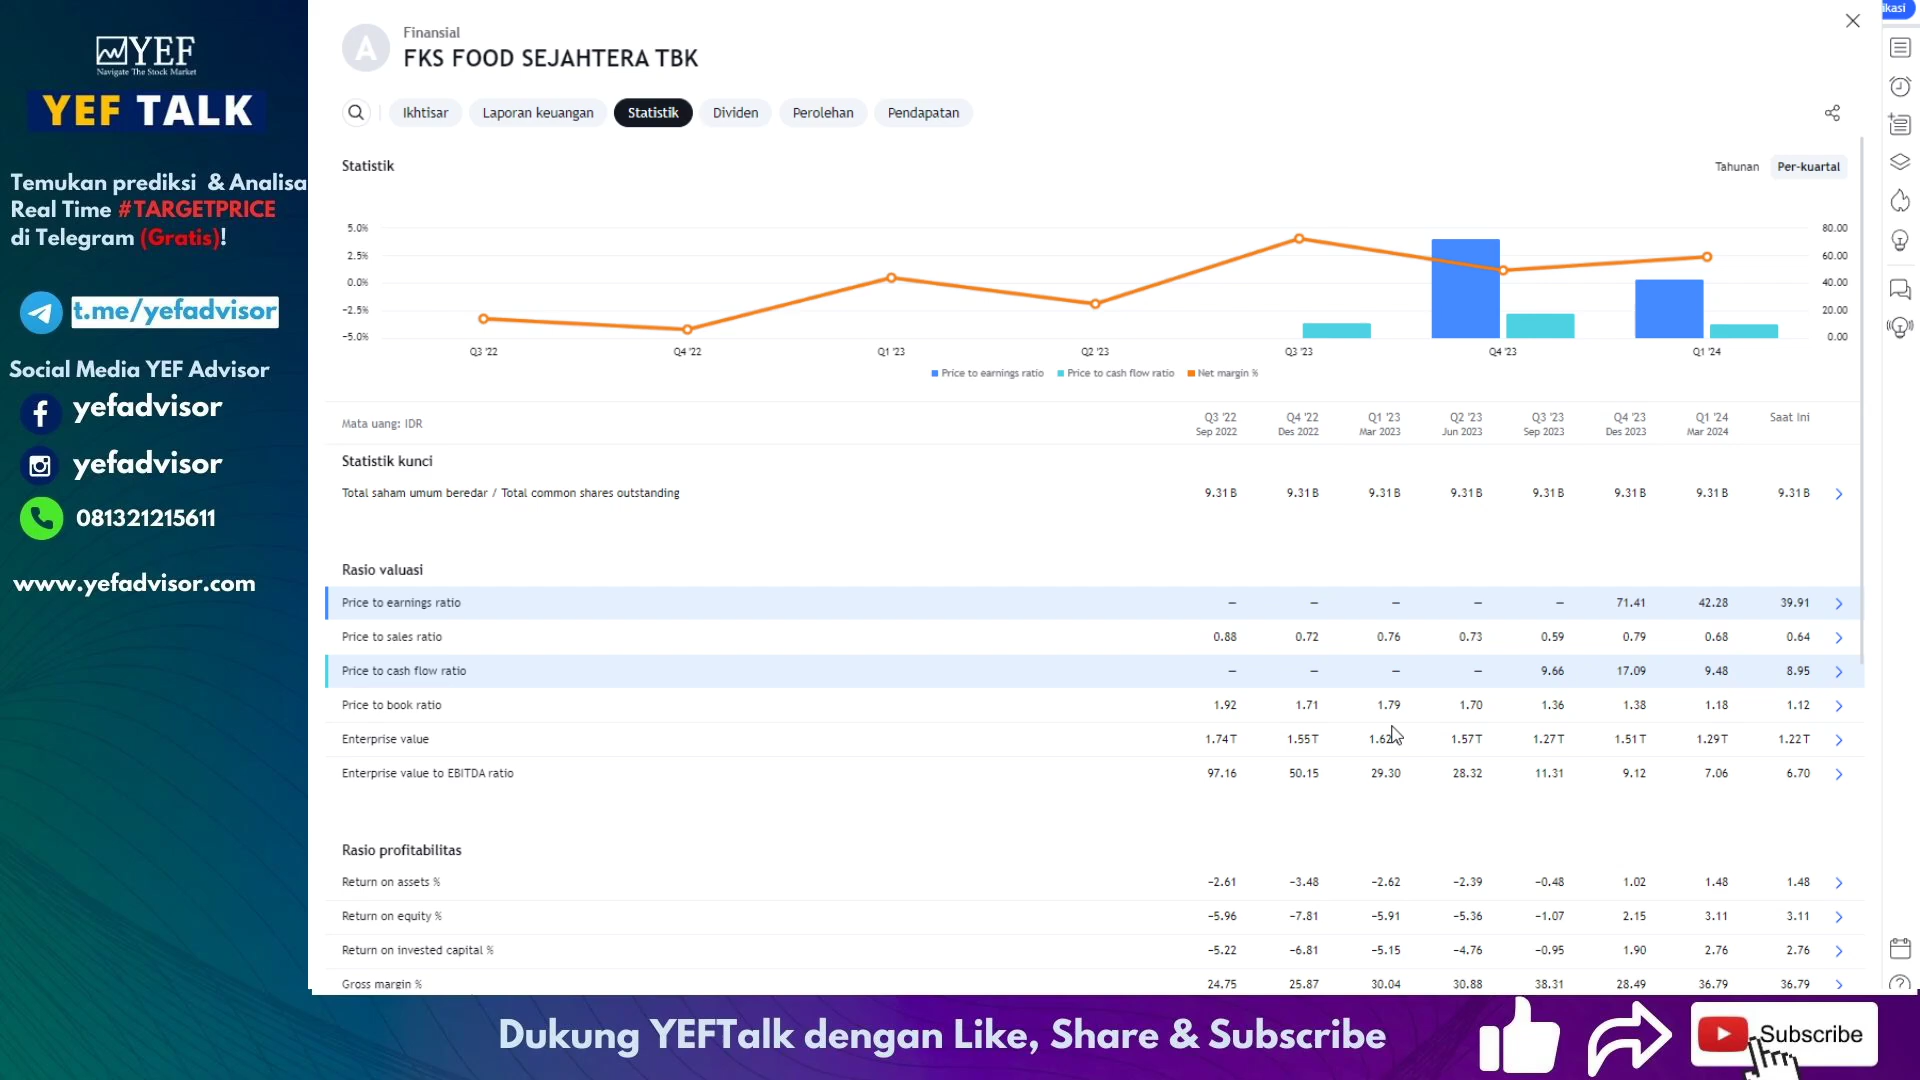 YEF
Navigate The Stock Market
YEF TALK
Temukan prediksi & Analisa
Real Time #TARGETPRICE
di Telegram (Gratis)!
t.me/yefadvisor
Social Media YEF Advisor
yefadvisor
yefadvisor
081321215611
www.yefadvisor.com
ikasi
A
Finansial
FKS FOOD SEJAHTERA TBK
Ikhtisar Laporan keuangan Statistik Dividen Perolehan Pendapatan
Statistik
Tahunan Per-kuartal
5.0% 80.00
2.5% 60.00
0.0% 40.00
−2.5% 20.00
−5.0% 0.00
Q3 '22 Q4 '22 Q1 '23 Q2 '23 Q3 '23 Q4 '23 Q1 '24
Price to earnings ratio Price to cash flow ratio Net margin %
Mata uang: IDR
Q3 '22 Q4 '22 Q1 '23 Q2 '23 Q3 '23 Q4 '23 Q1 '24 Saat Ini
Sep 2022 Des 2022 Mar 2023 Jun 2023 Sep 2023 Des 2023 Mar 2024
Statistik kunci
Total saham umum beredar / Total common shares outstanding 9.31B 9.31B 9.31B 9.31B 9.31B 9.31B 9.31B 9.31B
Rasio valuasi
Price to earnings ratio — — — — — 71.41 42.28 39.91
Price to sales ratio 0.88 0.72 0.76 0.73 0.59 0.79 0.68 0.64
Price to cash flow ratio — — — — 9.66 17.09 9.48 8.95
Price to book ratio 1.92 1.71 1.79 1.70 1.36 1.38 1.18 1.12
Enterprise value 1.74T 1.55T 1.57T 1.27T 1.51T 1.29T 1.22T
Enterprise value to EBITDA ratio 97.16 50.15 29.30 28.32 11.31 9.12 7.06 6.70
Rasio profitabilitas
Return on assets % −2.61 −3.48 −2.62 −2.39 −0.48 1.02 1.48 1.48
Return on equity % −5.96 −7.81 −5.91 −5.36 −1.07 2.15 3.11 3.11
Return on invested capital % −5.22 −6.81 −5.15 −4.76 −0.95 1.90 2.76 2.76
Gross margin % 24.75 25.87 30.04 30.88 38.31 28.49 36.79 36.79
Dukung YEFTalk dengan Like, Share & Subscribe
Subscribe